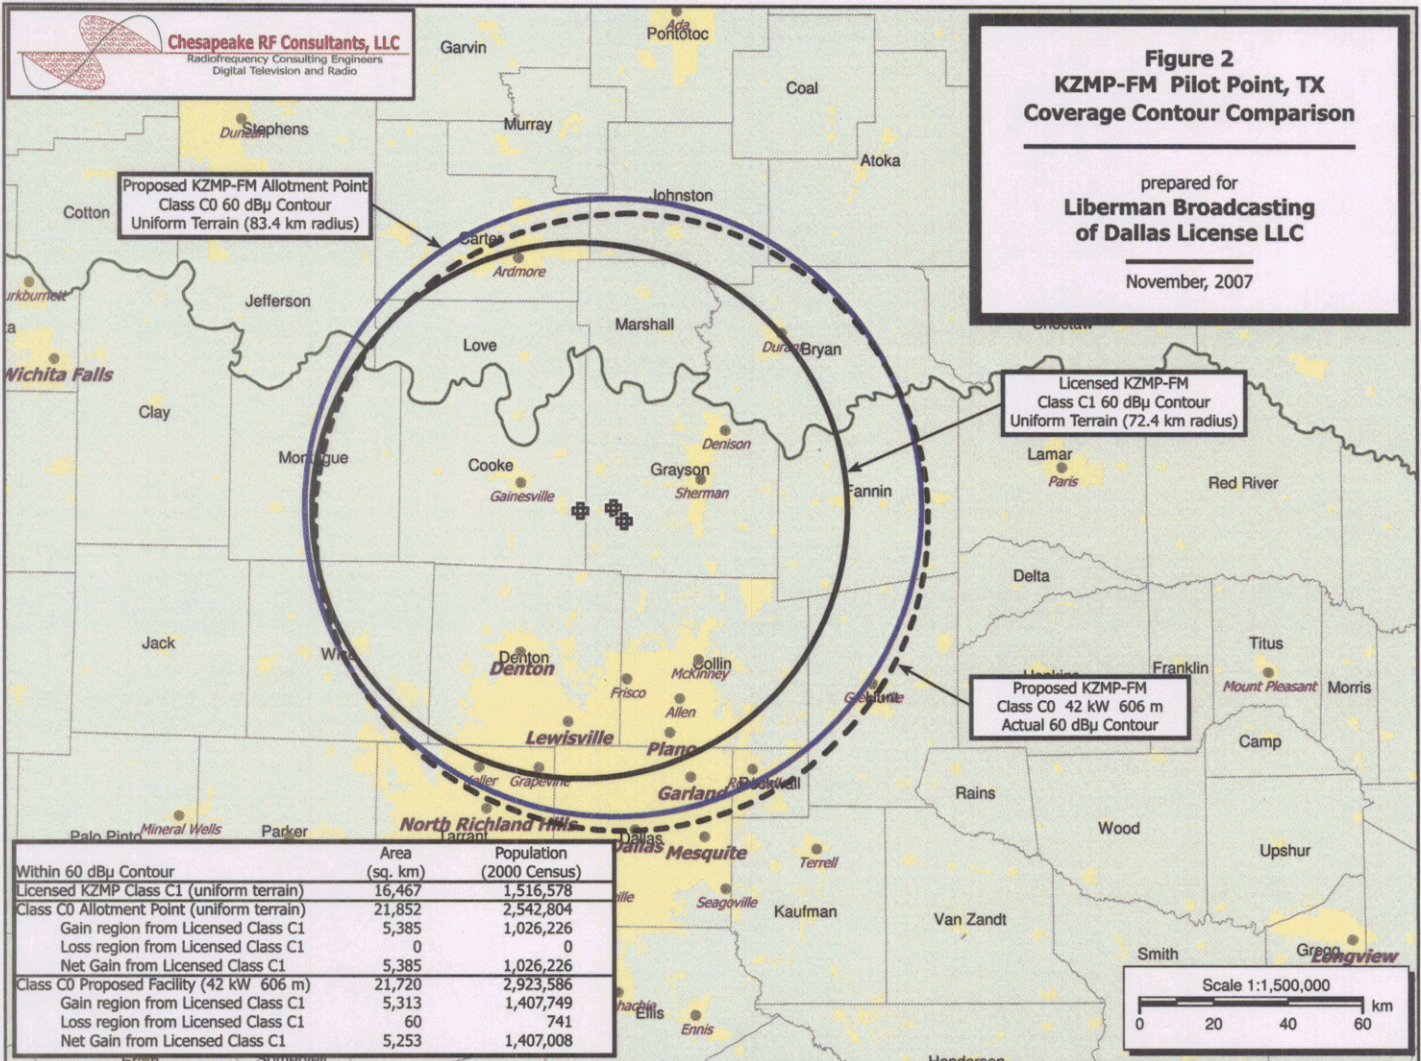 Chesapeake RF Consultants, LLC
Radiofrequency Consulting Engineers
Digital Television and Radio
Figure 2
KZMP-FM Pilot Point, TX
Coverage Contour Comparison
prepared for
Liberman Broadcasting
of Dallas License LLC
November, 2007
Ada
Pontotoc
Garvin
Coal
Stephens
Duncan
Murray
Atoka
Proposed KZMP-FM Allotment Point
Class C0 60 dBµ Contour
Uniform Terrain (83.4 km radius)
Cotton
Johnston
Carter
Ardmore
Jefferson
Marshall
Love
Durant
Bryan
Wichita Falls
Clay
Licensed KZMP-FM
Class C1 60 dBµ Contour
Uniform Terrain (72.4 km radius)
Denison
Montague
Cooke
Grayson
Lamar
Gainesville
Sherman
Fannin
Paris
Red River
Delta
Jack
Wise
Denton
Denton
Collin
McKinney
Frisco
Allen
Hunt
Franklin
Titus
Mount Pleasant
Morris
Proposed KZMP-FM
Class C0 42 kW 606 m
Actual 60 dBµ Contour
Lewisville
Plano
Camp
Keller
Grapevine
Garland
Rockwall
Rains
Wood
Mineral Wells
Palo Pinto
Parker
North Richland Hills
Tarrant
Dallas
Dallas
Mesquite
Terrell
Upshur
Seagoville
Kaufman
Van Zandt
Smith
Gregg
Longview
Ellis
Ennis
Henderson
Within 60 dBµ Contour Area (sq. km) Population (2000 Census)
Licensed KZMP Class C1 (uniform terrain) 16,467 1,516,578
Class C0 Allotment Point (uniform terrain) 21,852 2,542,804
Gain region from Licensed Class C1 5,385 1,026,226
Loss region from Licensed Class C1 0 0
Net Gain from Licensed Class C1 5,385 1,026,226
Class C0 Proposed Facility (42 kW 606 m) 21,720 2,923,586
Gain region from Licensed Class C1 5,313 1,407,749
Loss region from Licensed Class C1 60 741
Net Gain from Licensed Class C1 5,253 1,407,008
Scale 1:1,500,000
0 20 40 60 km